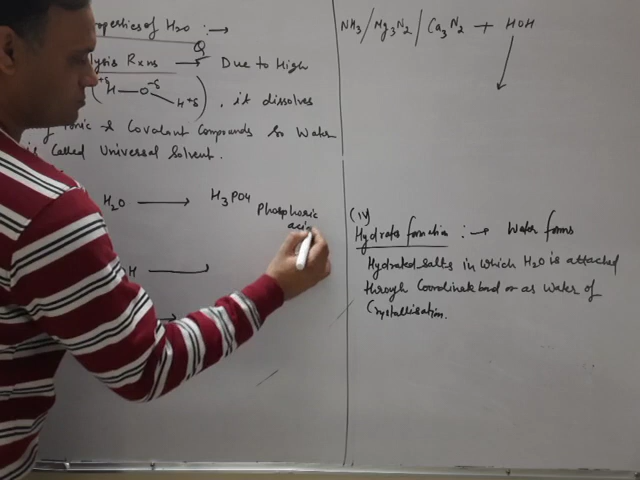 operties of H2O :→
lysis Rxns → Due to High
+δ H — O -δ — H+δ ), it dissolves
f Ionic & Covalent Compounds So Water
is Called Universal Solvent.
H2O → H3PO4 Phosphoric
acid
H
NH3/Mg3N2/Ca3N2 + HOH
(iv)
Hydrate formation :→ Water forms
Hydrated salts in which H2O is attached
through Coordinate bond or as Water of
Crystallisation.